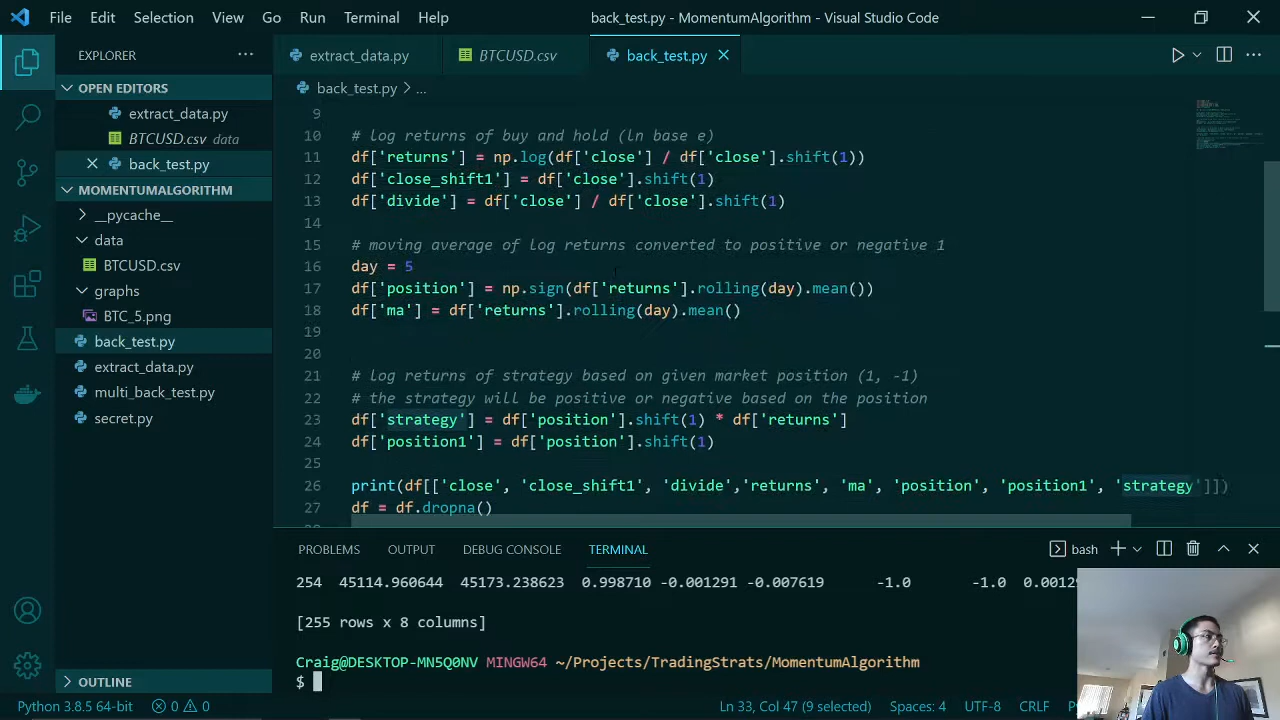 File Edit Selection View Go Run Terminal Help back_test.py - MomentumAlgorithm - Visual Studio Code
EXPLORER
OPEN EDITORS
extract_data.py
BTCUSD.csv data
back_test.py
MOMENTUMALGORITHM
__pycache__
data
BTCUSD.csv
graphs
BTC_5.png
back_test.py
extract_data.py
multi_back_test.py
secret.py
OUTLINE
extract_data.py BTCUSD.csv back_test.py
back_test.py > ...
9
10 # log returns of buy and hold (ln base e)
11 df['returns'] = np.log(df['close'] / df['close'].shift(1))
12 df['close_shift1'] = df['close'].shift(1)
13 df['divide'] = df['close'] / df['close'].shift(1)
14
15 # moving average of log returns converted to positive or negative 1
16 day = 5
17 df['position'] = np.sign(df['returns'].rolling(day).mean())
18 df['ma'] = df['returns'].rolling(day).mean()
19
20
21 # log returns of strategy based on given market position (1, -1)
22 # the strategy will be positive or negative based on the position
23 df['strategy'] = df['position'].shift(1) * df['returns']
24 df['position1'] = df['position'].shift(1)
25
26 print(df[['close', 'close_shift1', 'divide','returns', 'ma', 'position', 'position1', 'strategy']])
27 df = df.dropna()
PROBLEMS OUTPUT DEBUG CONSOLE TERMINAL bash
254 45114.960644 45173.238623 0.998710 -0.001291 -0.007619 -1.0 -1.0
[255 rows x 8 columns]
Craig@DESKTOP-MN5Q0NV MINGW64 ~/Projects/TradingStrats/MomentumAlgorithm
$
Python 3.8.5 64-bit 0 0 Ln 33, Col 47 (9 selected) Spaces: 4 UTF-8 CRLF